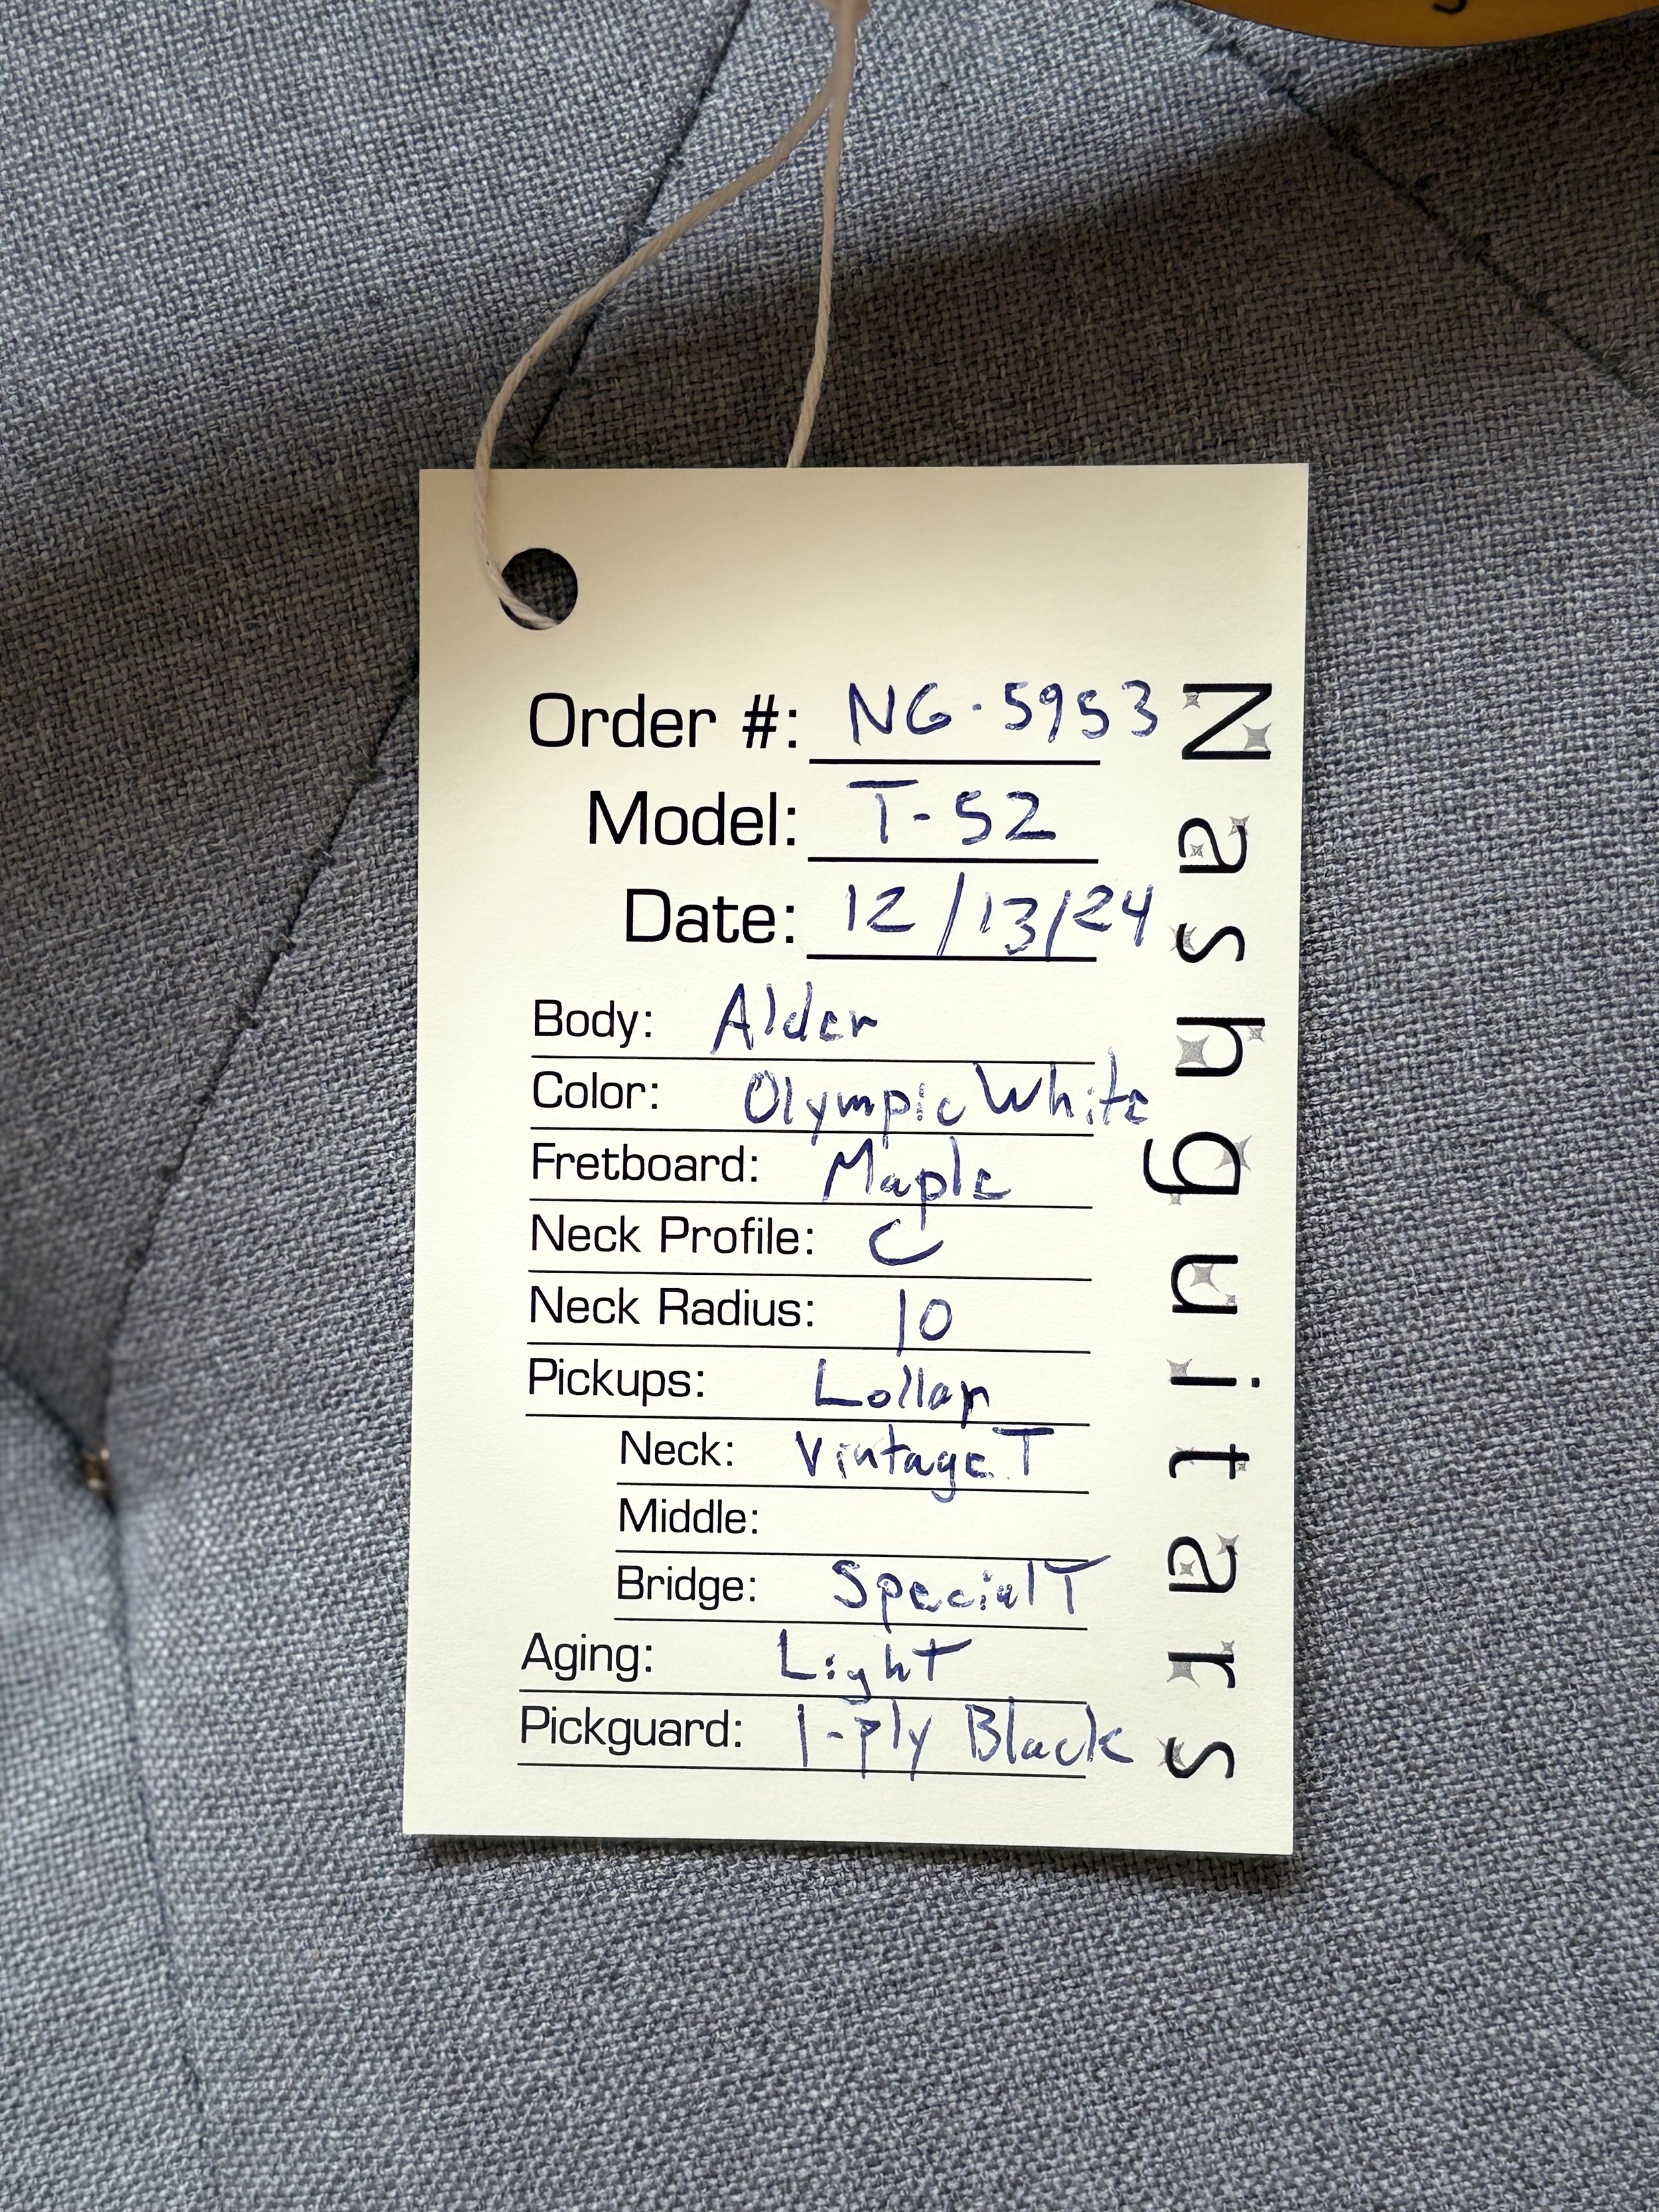 Order #: NG-5953
Model: T-52
Date: 12/13/24
Body: Alder
Color: Olympic White
Fretboard: Maple
Neck Profile: C
Neck Radius: 10
Pickups: Lollar
Neck: Vintage T
Middle:
Bridge: Special T
Aging: Light
Pickguard: 1-ply Black
Nashguitars